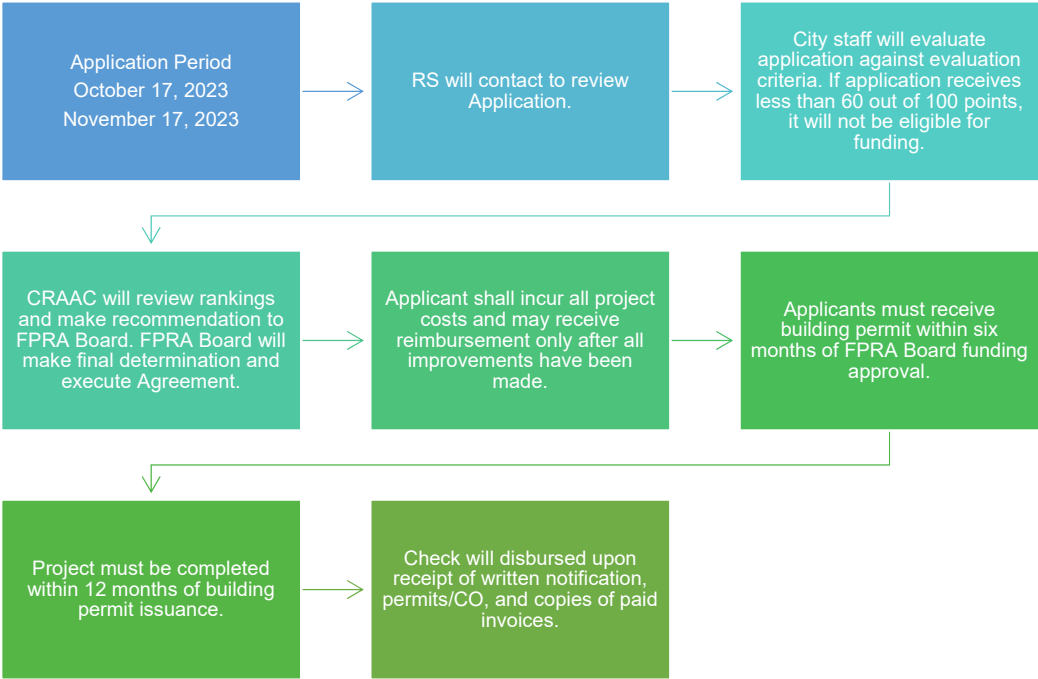 Application Period
October 17, 2023
November 17, 2023
RS will contact to review
Application.
City staff will evaluate
application against evaluation
criteria. If application receives
less than 60 out of 100 points,
it will not be eligible for
funding.
CRAAC will review rankings
and make recommendation to
FPRA Board. FPRA Board will
make final determination and
execute Agreement.
Applicant shall incur all project
costs and may receive
reimbursement only after all
improvements have been
made.
Applicants must receive
building permit within six
months of FPRA Board funding
approval.
Project must be completed
within 12 months of building
permit issuance.
Check will disbursed upon
receipt of written notification,
permits/CO, and copies of paid
invoices.